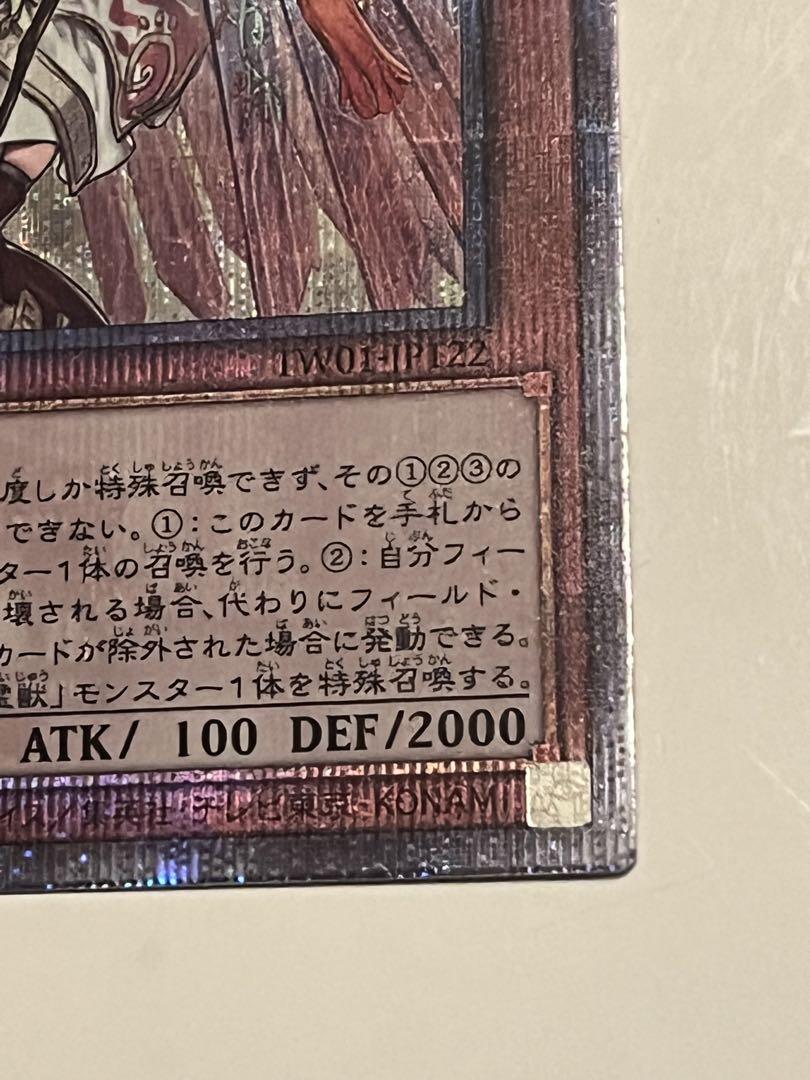 TW01-JP122
度しか特殊召喚できず、その①②③の
できない。①：このカードを手札から
ター1体の召喚を行う。②：自分フィー
壊される場合、代わりにフィールド・
カードが除外された場合に発動できる。
霊獣」モンスター1体を特殊召喚する。
ATK/ 100 DEF/2000
イス/集英社・テレビ東京・KONAMI